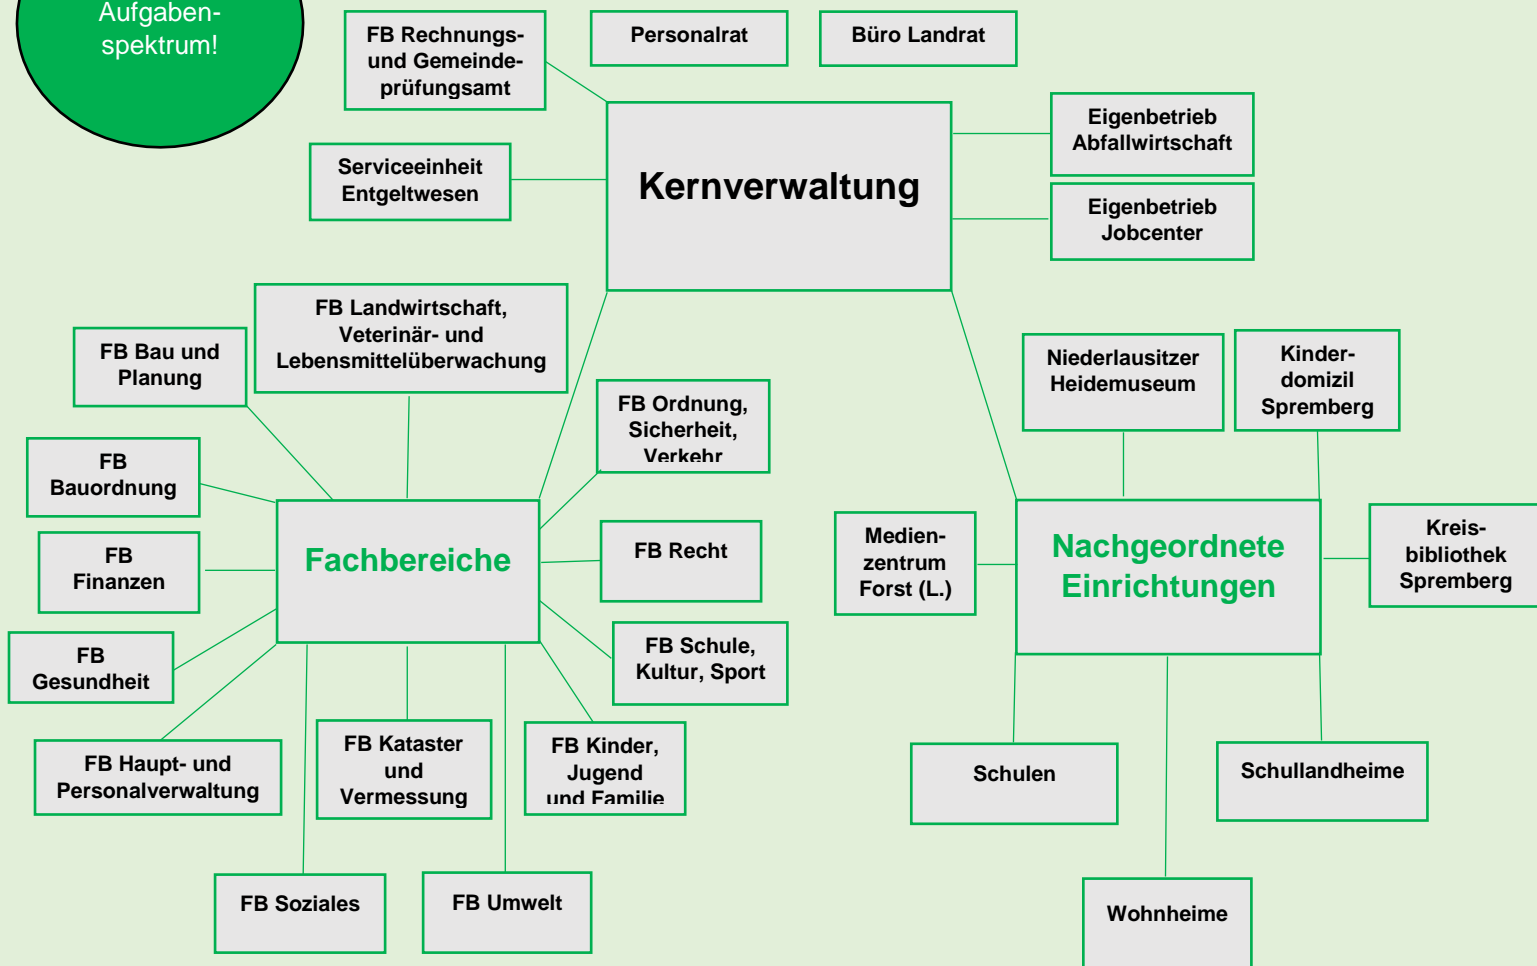 Aufgaben-
spektrum!
FB Rechnungs-
und Gemeinde-
prüfungsamt
Personalrat
Büro Landrat
Eigenbetrieb
Abfallwirtschaft
Serviceeinheit
Entgeltwesen
Kernverwaltung
Eigenbetrieb
Jobcenter
FB Landwirtschaft,
Veterinär- und
Lebensmittelüberwachung
FB Bau und
Planung
Niederlausitzer
Heidemuseum
Kinder-
domizil
Spremberg
FB Ordnung,
Sicherheit,
Verkehr
FB
Bauordnung
FB
Finanzen
Fachbereiche
FB Recht
Medien-
zentrum
Forst (L.)
Nachgeordnete
Einrichtungen
Kreis-
bibliothek
Spremberg
FB
Gesundheit
FB Schule,
Kultur, Sport
FB Haupt- und
Personalverwaltung
FB Kataster
und
Vermessung
FB Kinder,
Jugend
und Familie
Schulen
Schullandheime
FB Soziales
FB Umwelt
Wohnheime